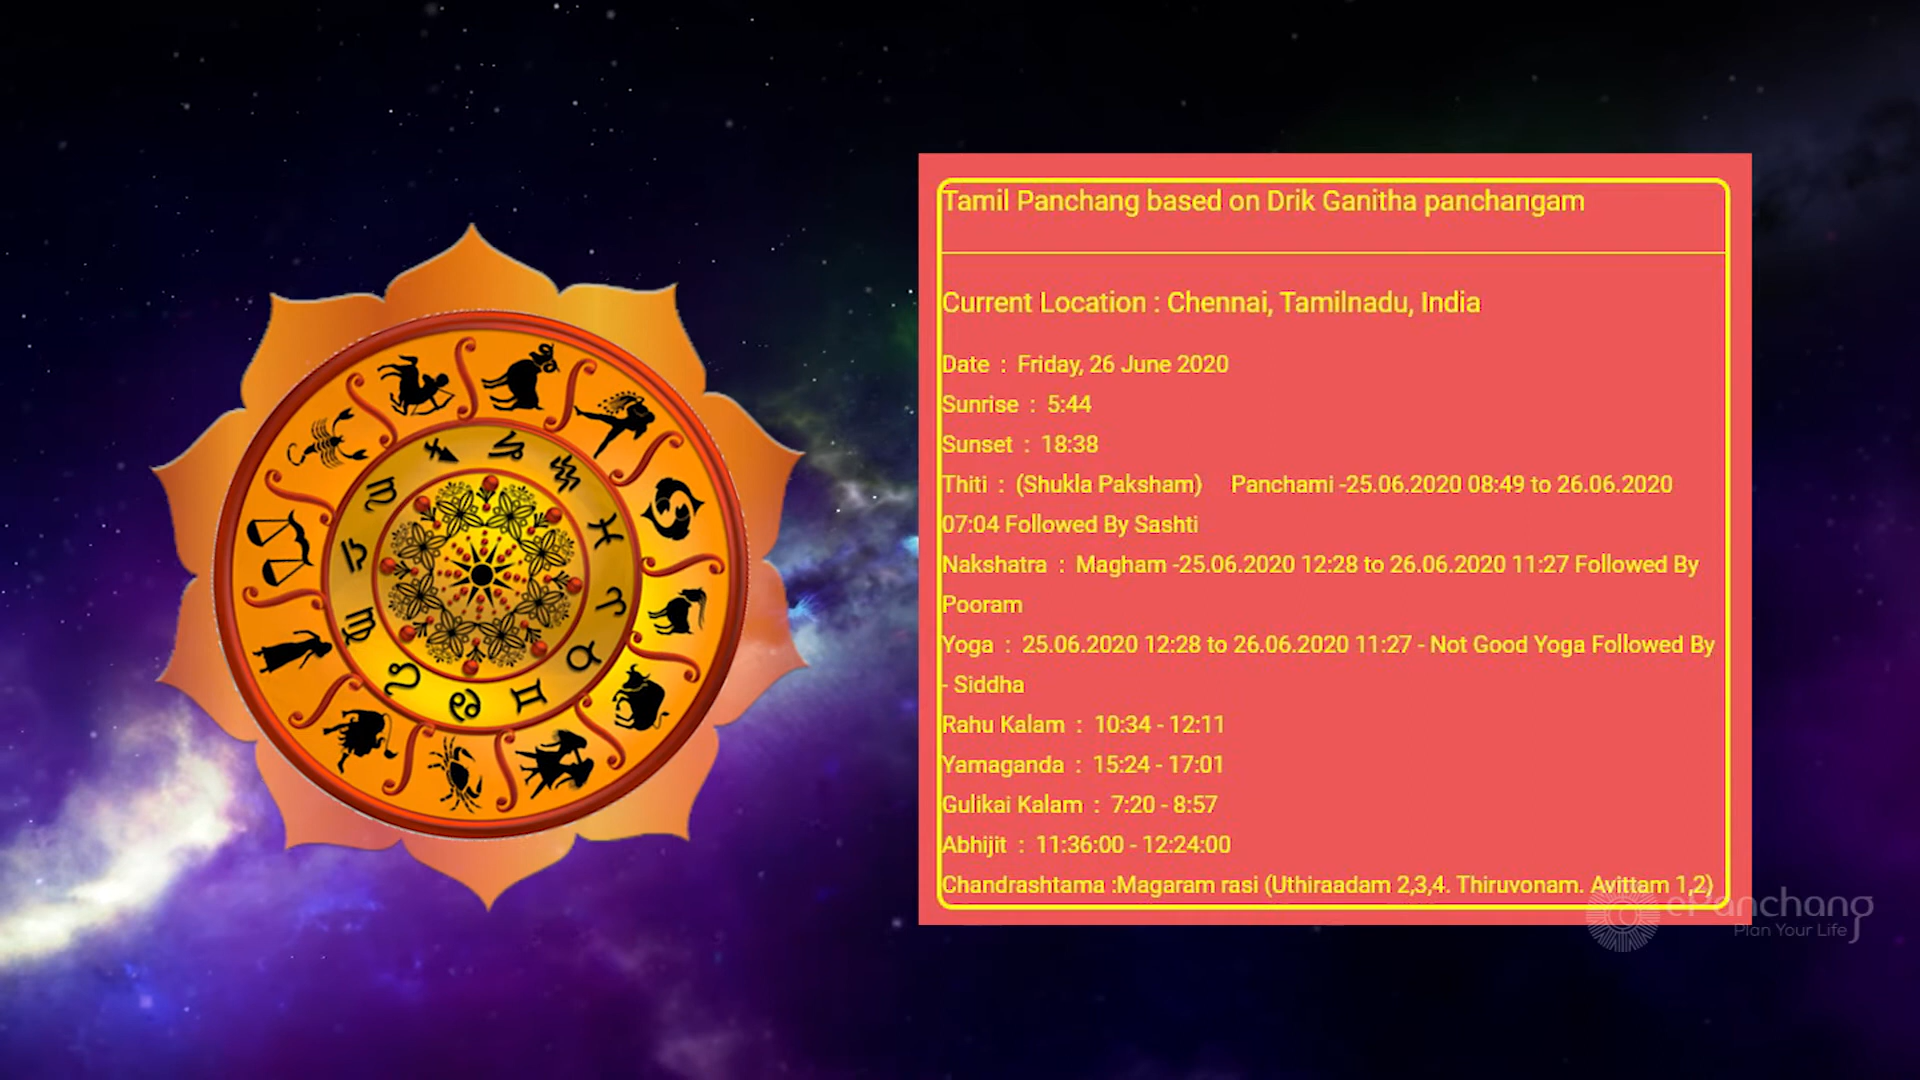 Tamil Panchang based on Drik Ganitha panchangam
Current Location : Chennai, Tamilnadu, India
Date : Friday, 26 June 2020
Sunrise : 5:44
Sunset : 18:38
Thiti : (Shukla Paksham) Panchami -25.06.2020 08:49 to 26.06.2020
07:04 Followed By Sashti
Nakshatra : Magham -25.06.2020 12:28 to 26.06.2020 11:27 Followed By
Pooram
Yoga : 25.06.2020 12:28 to 26.06.2020 11:27 - Not Good Yoga Followed By
- Siddha
Rahu Kalam : 10:34 - 12:11
Yamaganda : 15:24 - 17:01
Gulikai Kalam : 7:20 - 8:57
Abhijit : 11:36:00 - 12:24:00
Chandrashtama :Magaram rasi (Uthiraadam 2,3,4. Thiruvonam. Avittam 1,2)
ePanchang
Plan Your Life